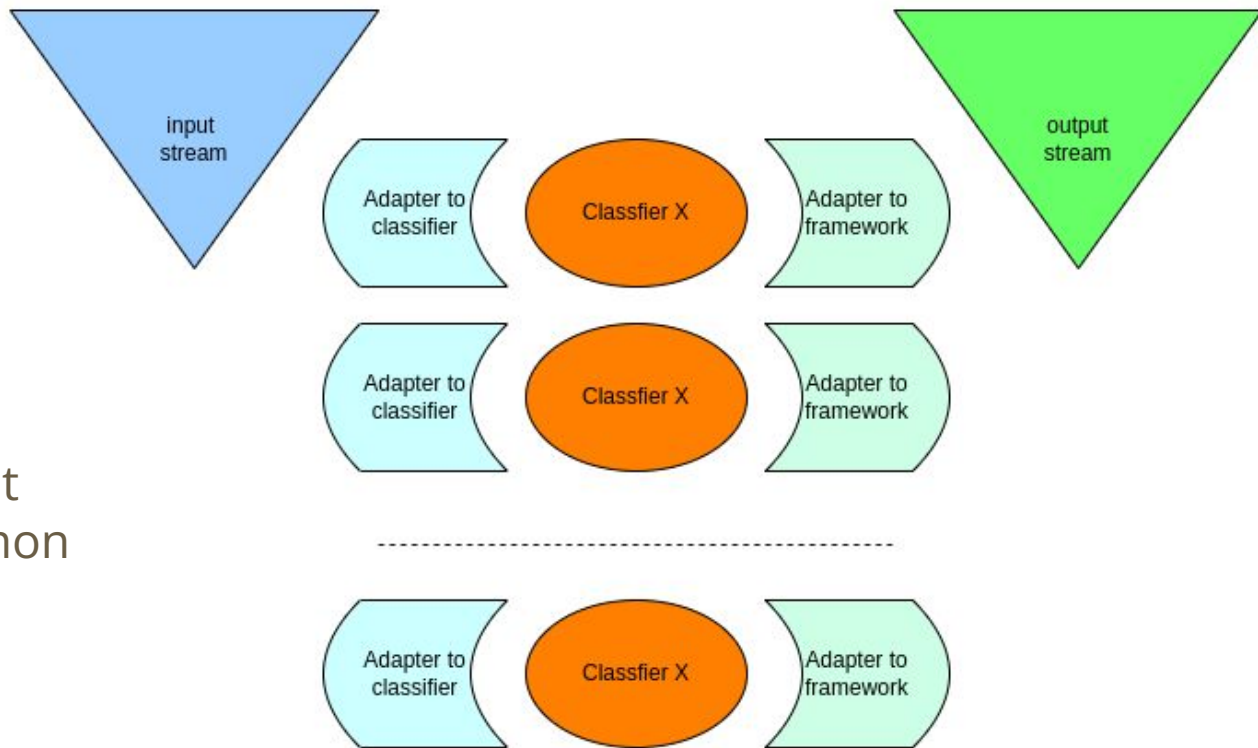 input
stream
output
stream
Adapter to
classifier
Classfier X
Adapter to
framework
Adapter to
classifier
Classfier X
Adapter to
framework
Adapter to
classifier
Classfier X
Adapter to
framework